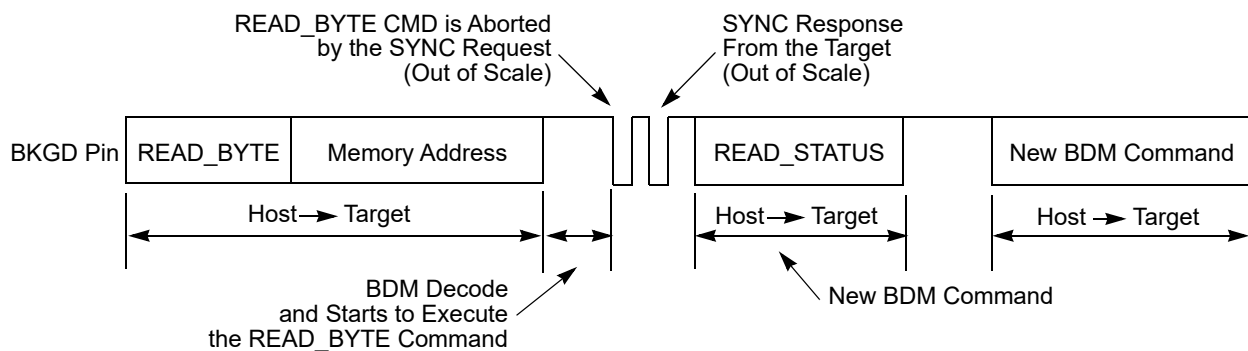 READ_BYTE CMD is Aborted
by the SYNC Request
(Out of Scale)
SYNC Response
From the Target
(Out of Scale)
BKGD Pin
READ_BYTE
Memory Address
READ_STATUS
New BDM Command
Host → Target
Host → Target
Host → Target
BDM Decode
and Starts to Execute
the READ_BYTE Command
New BDM Command